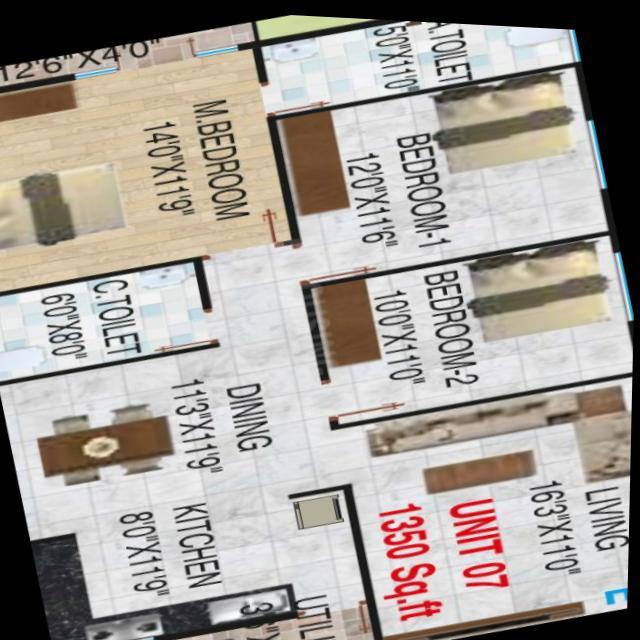 12'6"X4'0"
M.BEDROOM
14'0"X11'9"
A.TOILET
BEDROOM-1
12'0"X11'6"
C.TOILET
6'0"X8'0"
BEDROOM-2
10'0"X11'0"
DINING
11'3"X11'9"
KITCHEN
8'0"X11'9"
UNIT 07
1350 Sq.ft
LIVING
16'3"X11'0"